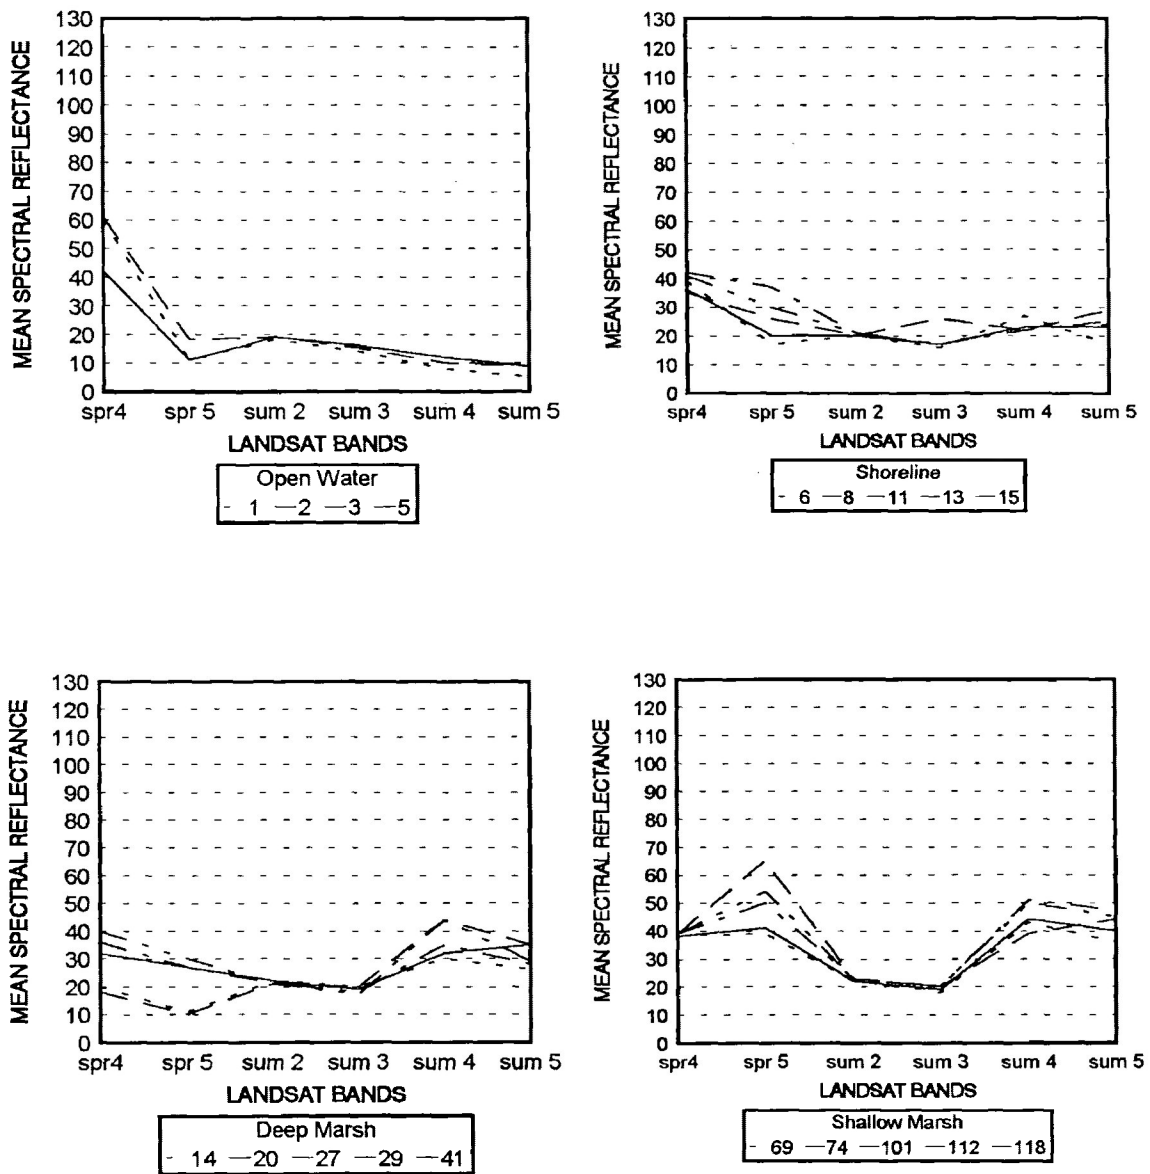 MEAN SPECTRAL REFLECTANCE
130
120
110
100
90
80
70
60
50
40
30
20
10
0
spr4 spr 5 sum 2 sum 3 sum 4 sum 5
LANDSAT BANDS
Open Water
- 1 —2 —3 —5
MEAN SPECTRAL REFLECTANCE
130
120
110
100
90
80
70
60
50
40
30
20
10
0
spr4 spr 5 sum 2 sum 3 sum 4 sum 5
LANDSAT BANDS
Shoreline
- 6 —8 —11 —13 —15
MEAN SPECTRAL REFLECTANCE
130
120
110
100
90
80
70
60
50
40
30
20
10
0
spr4 spr 5 sum 2 sum 3 sum 4 sum 5
LANDSAT BANDS
Deep Marsh
- 14 —20 —27 —29 —41
MEAN SPECTRAL REFLECTANCE
130
120
110
100
90
80
70
60
50
40
30
20
10
0
spr4 spr 5 sum 2 sum 3 sum 4 sum 5
LANDSAT BANDS
Shallow Marsh
- 69 —74 —101 —112 —118